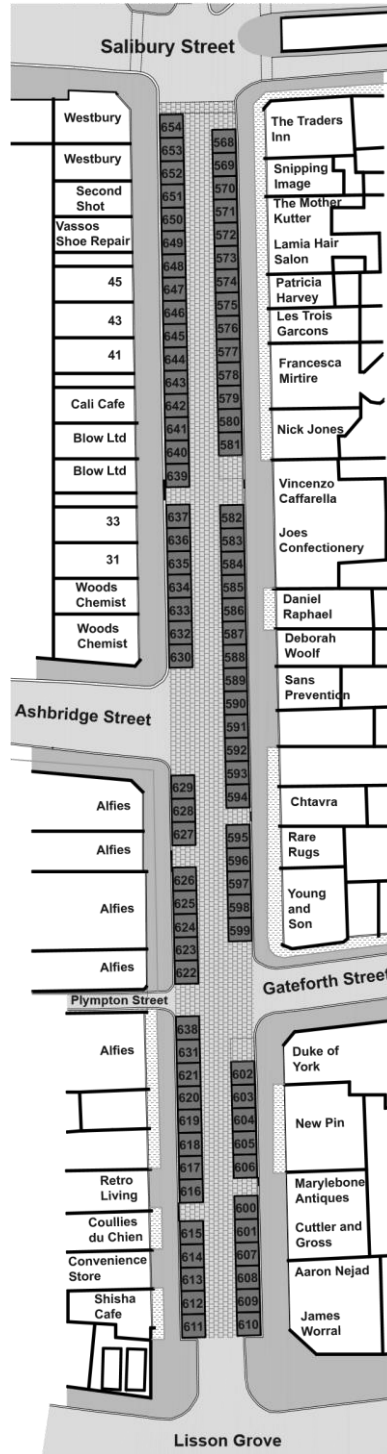 Salibury Street
Westbury
Westbury
Second
Shot
Vassos
Shoe Repair
45
43
41
Cali Cafe
Blow Ltd
Blow Ltd
33
31
Woods
Chemist
Woods
Chemist
654
653
652
651
650
649
648
647
646
645
644
643
642
641
640
639
637
636
635
634
633
632
630
568
569
570
571
572
573
574
575
576
577
578
579
580
581
582
583
584
585
586
587
588
589
590
591
592
593
594
595
596
597
598
599
The Traders
Inn
Snipping
Image
The Mother
Kutter
Lamia Hair
Salon
Patricia
Harvey
Les Trois
Garcons
Francesca
Mirtire
Nick Jones
Vincenzo
Caffarella
Joes
Confectionery
Daniel
Raphael
Deborah
Woolf
Sans
Prevention
Chtavra
Rare
Rugs
Young
and
Son
Ashbridge Street
Alfies
Alfies
Alfies
Alfies
629
628
627
626
625
624
623
622
Gateforth Street
Plympton Street
Alfies
Retro
Living
Coullies
du Chien
Convenience
Store
Shisha
Cafe
638
631
621
620
619
618
617
616
615
614
613
612
611
602
603
604
605
606
600
601
607
608
609
610
Duke of
York
New Pin
Marylebone
Antiques
Cuttler and
Gross
Aaron Nejad
James
Worral
Lisson Grove